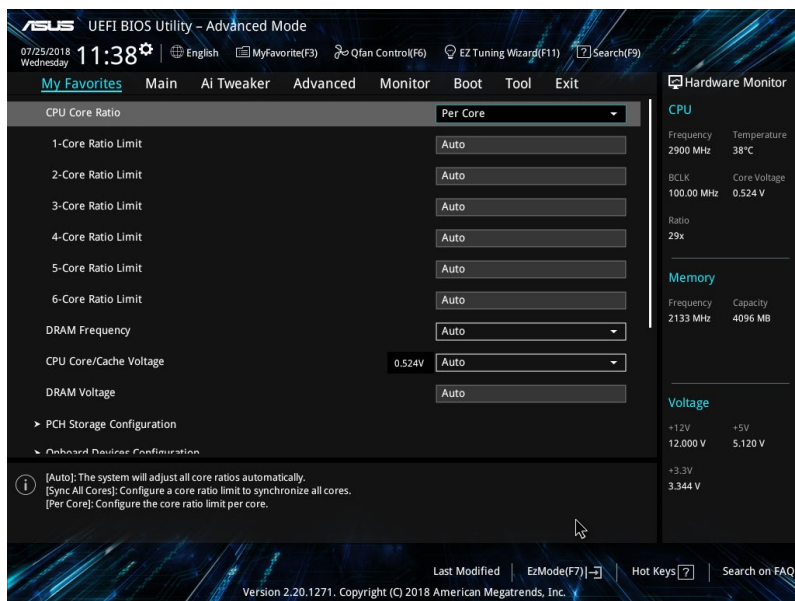 ASUS UEFI BIOS Utility – Advanced Mode
07/25/2018 Wednesday 11:38 English MyFavorite(F3) Qfan Control(F6) EZ Tuning Wizard(F11) ? Search(F9)
My Favorites Main Ai Tweaker Advanced Monitor Boot Tool Exit
CPU Core Ratio Per Core
1-Core Ratio Limit Auto
2-Core Ratio Limit Auto
3-Core Ratio Limit Auto
4-Core Ratio Limit Auto
5-Core Ratio Limit Auto
6-Core Ratio Limit Auto
DRAM Frequency Auto
CPU Core/Cache Voltage 0.524V Auto
DRAM Voltage Auto
> PCH Storage Configuration
> Onboard Devices Configuration
i [Auto]: The system will adjust all core ratios automatically.
[Sync All Cores]: Configure a core ratio limit to synchronize all cores.
[Per Core]: Configure the core ratio limit per core.
Hardware Monitor
CPU
Frequency Temperature
2900 MHz 38°C
BCLK Core Voltage
100.00 MHz 0.524 V
Ratio
29x
Memory
Frequency Capacity
2133 MHz 4096 MB
Voltage
+12V +5V
12.000 V 5.120 V
+3.3V
3.344 V
Last Modified EzMode(F7) Hot Keys ? Search on FAQ
Version 2.20.1271. Copyright (C) 2018 American Megatrends, Inc.